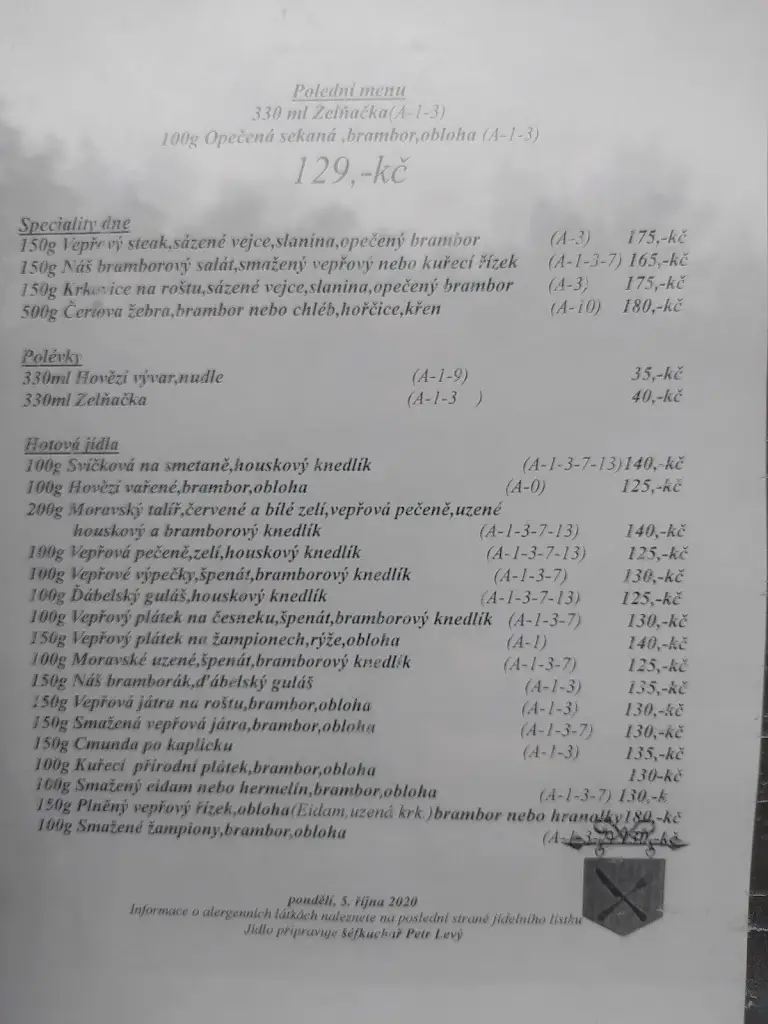 Polední menu
330 ml Zelňačka(A-1-3)
100g Opečená sekaná ,brambor,obloha (A-1-3)
129,-kč
Speciality dne
150g Vepřový steak,sázené vejce,slanina,opečený brambor (A-3) 175,-kč
150g Náš bramborový salát,smažený vepřový nebo kuřecí řízek (A-1-3-7) 165,-kč
150g Krkovice na roštu,sázené vejce,slanina,opečený brambor (A-3) 175,-kč
500g Čertova žebra,brambor nebo chléb,hořčice,křen (A-10) 180,-kč
Polévky
330ml Hovězí vývar,nudle (A-1-9) 35,-kč
330ml Zelňačka (A-1-3 ) 40,-kč
Hotová jídla
100g Svíčková na smetaně,houskový knedlík (A-1-3-7-13)140,-kč
100g Hovězí vařené,brambor,obloha (A-0) 125,-kč
200g Moravský talíř,červené a bílé zelí,vepřová pečeně,uzené
houskový a bramborový knedlík (A-1-3-7-13) 140,-kč
100g Vepřová pečeně,zelí,houskový knedlík (A-1-3-7-13) 125,-kč
100g Vepřové výpečky,špenát,bramborový knedlík (A-1-3-7) 130,-kč
100g Ďábelský guláš,houskový knedlík (A-1-3-7-13) 125,-kč
100g Vepřový plátek na česneku,špenát,bramborový knedlík (A-1-3-7) 130,-kč
150g Vepřový plátek na žampionech,rýže,obloha (A-1) 140,-kč
100g Moravské uzené,špenát,bramborový knedlík (A-1-3-7) 125,-kč
150g Náš bramborák,ďábelský guláš (A-1-3) 135,-kč
150g Vepřová játra na roštu,brambor,obloha (A-1-3) 130,-kč
150g Smažená vepřová játra,brambor,obloha (A-1-3-7) 130,-kč
150g Cmunda po kaplicku (A-1-3) 135,-kč
100g Kuřecí přírodní plátek,brambor,obloha 130-kč
100g Smažený eidam nebo hermelín,brambor,obloha (A-1-3-7) 130,-k
150g Plněný vepřový řízek,obloha(Eidam,uzená krk.)brambor nebo hranolky180,-kč
100g Smažené žampiony,brambor,obloha
pondělí, 5. října 2020
Informace o alergenních látkách naleznete na poslední straně jídelního lístku
Jídlo připravuje šéfkuchař Petr Levý